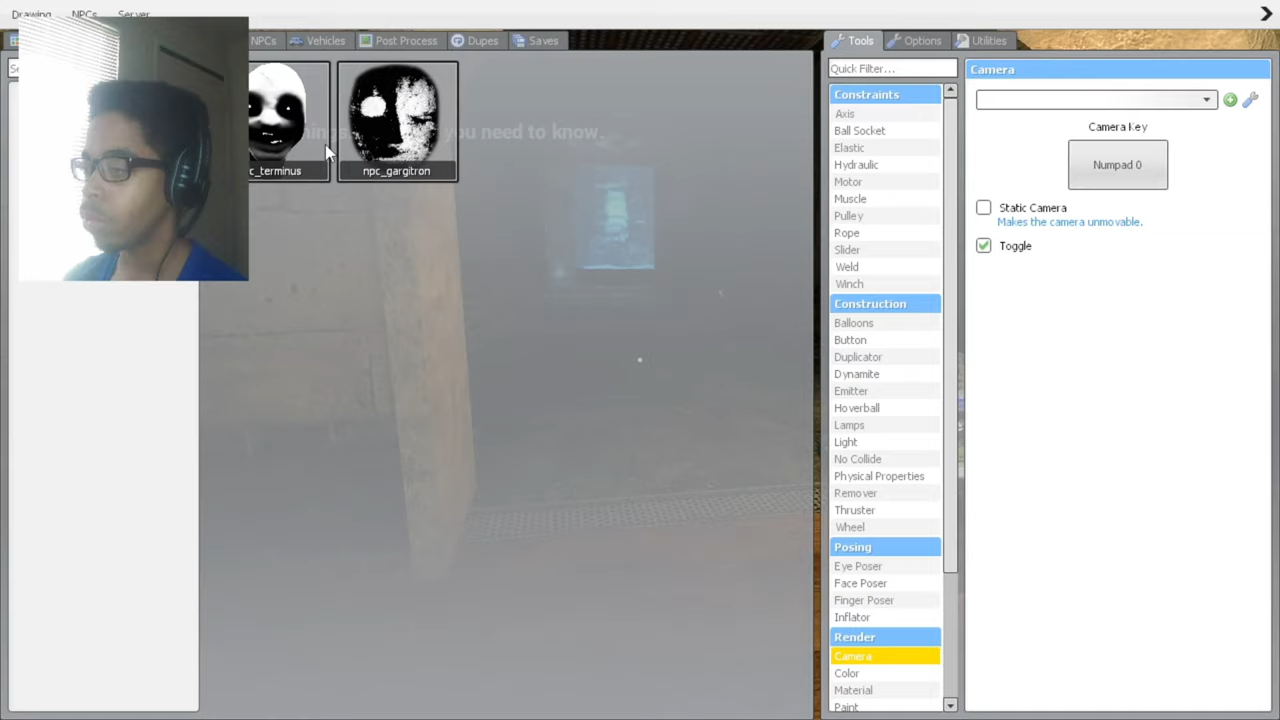 Drawing NPCs Server
NPCs Vehicles Post Process Dupes Saves
Tools Options Utilities
you need to know.
c_terminus
npc_gargitron
Quick Filter...
Constraints
Axis
Ball Socket
Elastic
Hydraulic
Motor
Muscle
Pulley
Rope
Slider
Weld
Winch
Construction
Balloons
Button
Duplicator
Dynamite
Emitter
Hoverball
Lamps
Light
No Collide
Physical Properties
Remover
Thruster
Wheel
Posing
Eye Poser
Face Poser
Finger Poser
Inflator
Render
Camera
Color
Material
Paint
Camera
Camera Key
Numpad 0
Static Camera
Makes the camera unmovable.
Toggle